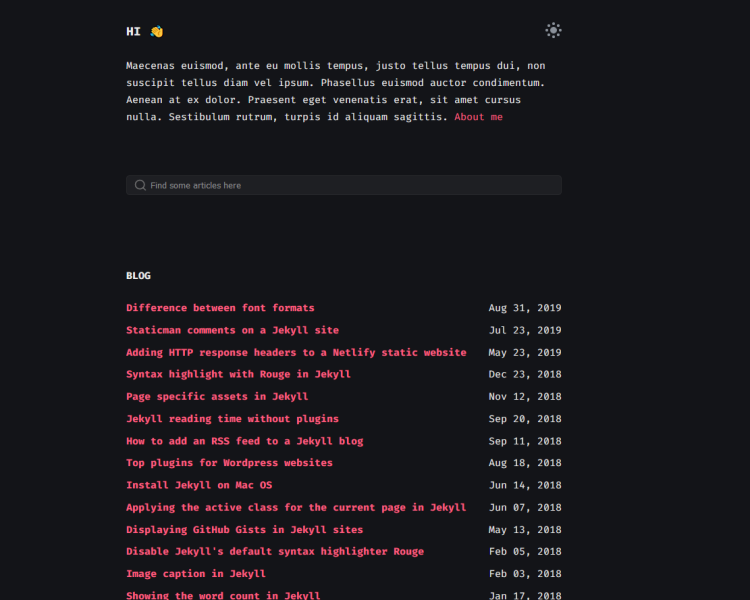 HI 👋
Maecenas euismod, ante eu mollis tempus, justo tellus tempus dui, non
suscipit tellus diam vel ipsum. Phasellus euismod auctor condimentum.
Aenean at ex dolor. Praesent eget venenatis erat, sit amet cursus
nulla. Sestibulum rutrum, turpis id aliquam sagittis. About me
Find some articles here
BLOG
Difference between font formats Aug 31, 2019
Staticman comments on a Jekyll site Jul 23, 2019
Adding HTTP response headers to a Netlify static website May 23, 2019
Syntax highlight with Rouge in Jekyll Dec 23, 2018
Page specific assets in Jekyll Nov 12, 2018
Jekyll reading time without plugins Sep 20, 2018
How to add an RSS feed to a Jekyll blog Sep 11, 2018
Top plugins for Wordpress websites Aug 18, 2018
Install Jekyll on Mac OS Jun 14, 2018
Applying the active class for the current page in Jekyll Jun 07, 2018
Displaying GitHub Gists in Jekyll sites May 13, 2018
Disable Jekyll's default syntax highlighter Rouge Feb 05, 2018
Image caption in Jekyll Feb 03, 2018
Showing the word count in Jekyll Jan 17, 2018